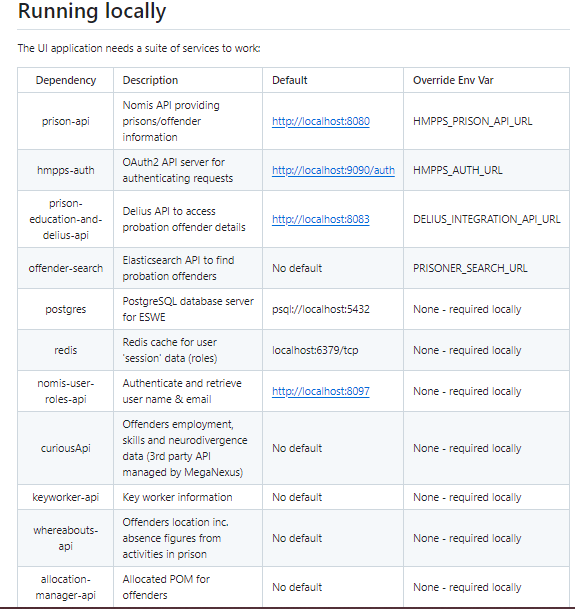 Running locally
The UI application needs a suite of services to work:
Dependency Description Default Override Env Var
prison-api Nomis API providing prisons/offender information http://localhost:8080 HMPPS_PRISON_API_URL
hmpps-auth OAuth2 API server for authenticating requests http://localhost:9090/auth HMPPS_AUTH_URL
prison-education-and-delius-api Delius API to access probation offender details http://localhost:8083 DELIUS_INTEGRATION_API_URL
offender-search Elasticsearch API to find probation offenders No default PRISONER_SEARCH_URL
postgres PostgreSQL database server for ESWE psql://localhost:5432 None - required locally
redis Redis cache for user 'session' data (roles) localhost:6379/tcp None - required locally
nomis-user-roles-api Authenticate and retrieve user name & email http://localhost:8097 None - required locally
curiousApi Offenders employment, skills and neurodivergence data (3rd party API managed by MegaNexus) No default None - required locally
keyworker-api Key worker information No default None - required locally
whereabouts-api Offenders location inc. absence figures from activities in prison No default None - required locally
allocation-manager-api Allocated POM for offenders No default None - required locally